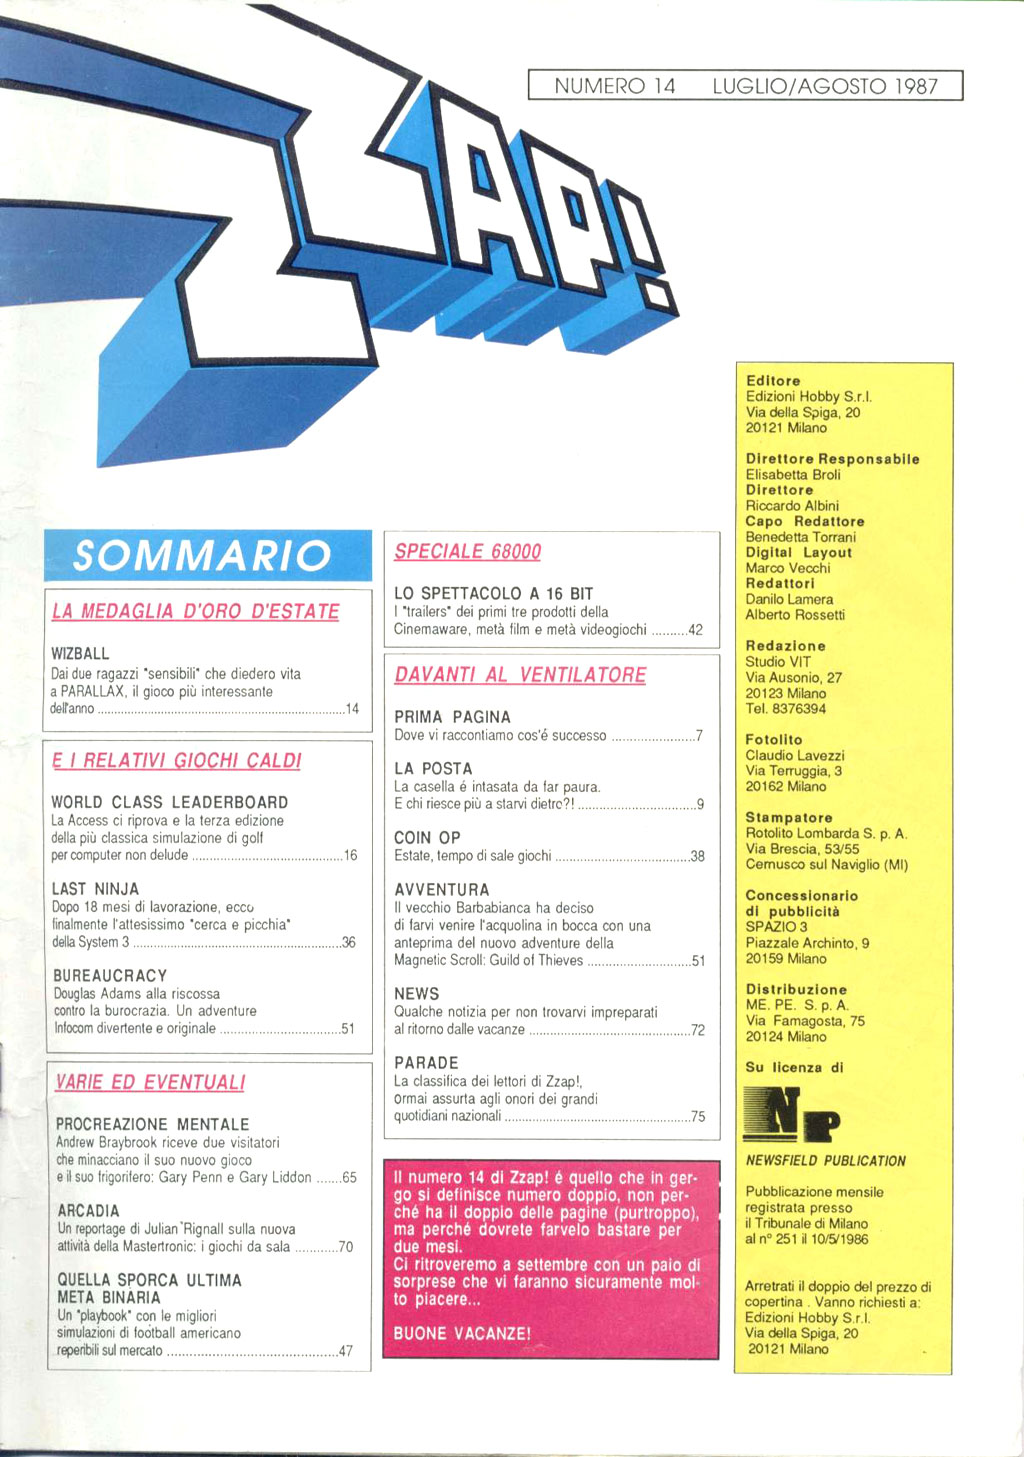 NUMERO 14 LUGLIO/AGOSTO 1987
ZZAP!
SOMMARIO
LA MEDAGLIA D'ORO D'ESTATE
WIZBALL
Dai due ragazzi "sensibili" che diedero vita
a PARALLAX, il gioco più interessante
dell'anno ..........14
E I RELATIVI GIOCHI CALDI
WORLD CLASS LEADERBOARD
La Access ci riprova e la terza edizione
della più classica simulazione di golf
per computer non delude ..........16
LAST NINJA
Dopo 18 mesi di lavorazione, ecco
finalmente l'attesissimo "cerca e picchia"
della System 3 ..........36
BUREAUCRACY
Douglas Adams alla riscossa
contro la burocrazia. Un adventure
Infocom divertente e originale ..........51
VARIE ED EVENTUALI
PROCREAZIONE MENTALE
Andrew Braybrook riceve due visitatori
che minacciano il suo nuovo gioco
e il suo frigorifero: Gary Penn e Gary Liddon .......65
ARCADIA
Un reportage di Julian Rignall sulla nuova
attività della Mastertronic: i giochi da sala ...........70
QUELLA SPORCA ULTIMA
META BINARIA
Un "playbook" con le migliori
simulazioni di football americano
reperibili sul mercato ..........47
SPECIALE 68000
LO SPETTACOLO A 16 BIT
I "trailers" dei primi tre prodotti della
Cinemaware, metà film e metà videogiochi ..........42
DAVANTI AL VENTILATORE
PRIMA PAGINA
Dove vi raccontiamo cos'é successo ..........7
LA POSTA
La casella é intasata da far paura.
E chi riesce più a starvi dietro?! ..........9
COIN OP
Estate, tempo di sale giochi ..........38
AVVENTURA
Il vecchio Barbabianca ha deciso
di farvi venire l'acquolina in bocca con una
anteprima del nuovo adventure della
Magnetic Scroll: Guild of Thieves ..........51
NEWS
Qualche notizia per non trovarvi impreparati
al ritorno dalle vacanze ..........72
PARADE
La classifica dei lettori di Zzap!,
ormai assurta agli onori dei grandi
quotidiani nazionali ..........75
Il numero 14 di Zzap! é quello che in ger-
go si definisce numero doppio, non per-
ché ha il doppio delle pagine (purtroppo),
ma perché dovrete farvelo bastare per
due mesi.
Ci ritroveremo a settembre con un paio di
sorprese che vi faranno sicuramente mol-
to piacere...
BUONE VACANZE!
Editore
Edizioni Hobby S.r.l.
Via della Spiga, 20
20121 Milano
Direttore Responsabile
Elisabetta Broli
Direttore
Riccardo Albini
Capo Redattore
Benedetta Torrani
Digital Layout
Marco Vecchi
Redattori
Danilo Lamera
Alberto Rossetti
Redazione
Studio VIT
Via Ausonio, 27
20123 Milano
Tel. 8376394
Fotolito
Claudio Lavezzi
Via Terruggia, 3
20162 Milano
Stampatore
Rotolito Lombarda S. p. A.
Via Brescia, 53/55
Cernusco sul Naviglio (MI)
Concessionario
di pubblicità
SPAZIO 3
Piazzale Archinto, 9
20159 Milano
Distribuzione
ME. PE. S. p. A.
Via Famagosta, 75
20124 Milano
Su licenza di
NP
NEWSFIELD PUBLICATION
Pubblicazione mensile
registrata presso
il Tribunale di Milano
al n° 251 il 10/5/1986
Arretrati il doppio del prezzo di
copertina . Vanno richiesti a:
Edizioni Hobby S.r.l.
Via della Spiga, 20
20121 Milano